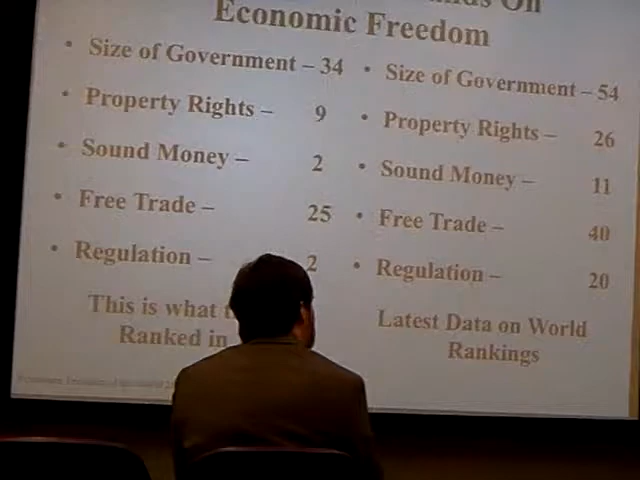 On
Economic Freedom
• Size of Government – 34
• Property Rights – 9
• Sound Money – 2
• Free Trade – 25
• Regulation – 2
This is what
Ranked in
• Size of Government – 54
• Property Rights – 26
• Sound Money – 11
• Free Trade – 40
• Regulation – 20
Latest Data on World
Rankings